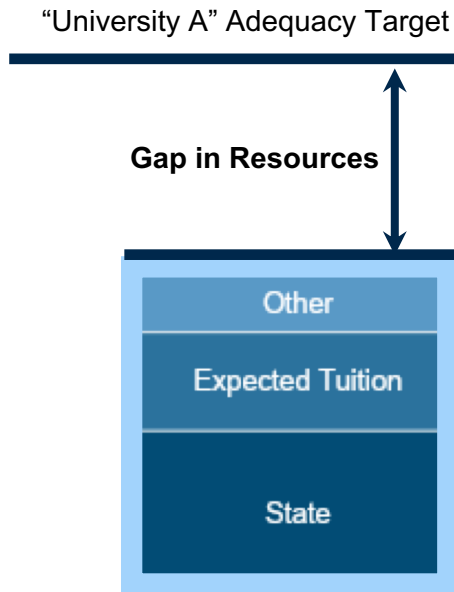 “University A” Adequacy Target
Gap in Resources
Other
Expected Tuition
State